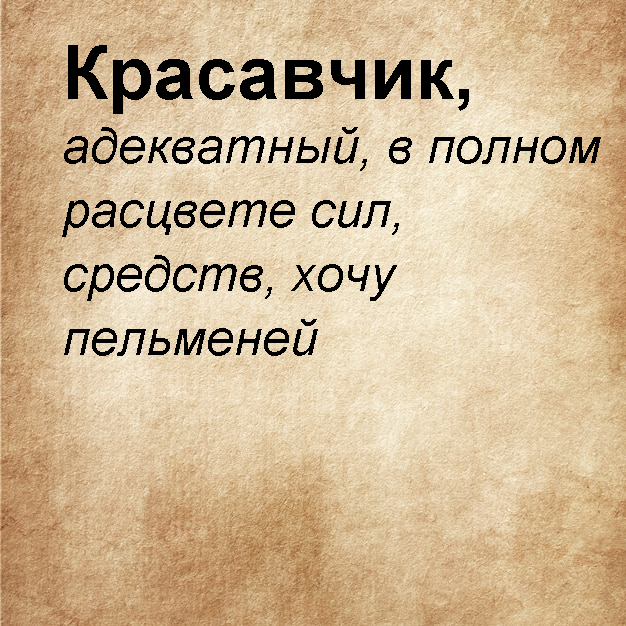 Красавчик,
адекватный, в полном
расцвете сил,
средств, хочу
пельменей